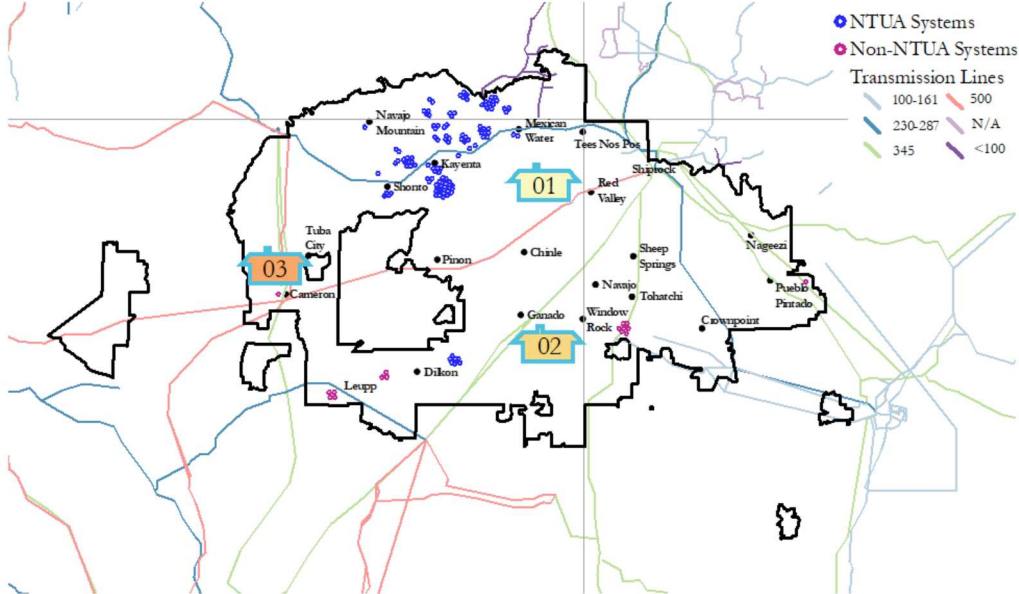 NTUA Systems
Non-NTUA Systems
Transmission Lines
100-161
500
230-287
N/A
345
<100
Navajo
Mountain
Mexican
Water
Tees Nos Pos
Kayenta
Shiprock
Shonto
01
Red
Valley
Tuba
City
Nageezi
Sheep
Springs
Chinle
Pinon
03
Navajo
Pueblo
Pintado
Cameron
Tohatchi
Ganado
Window
Rock
Crownpoint
02
Dilkon
Leupp